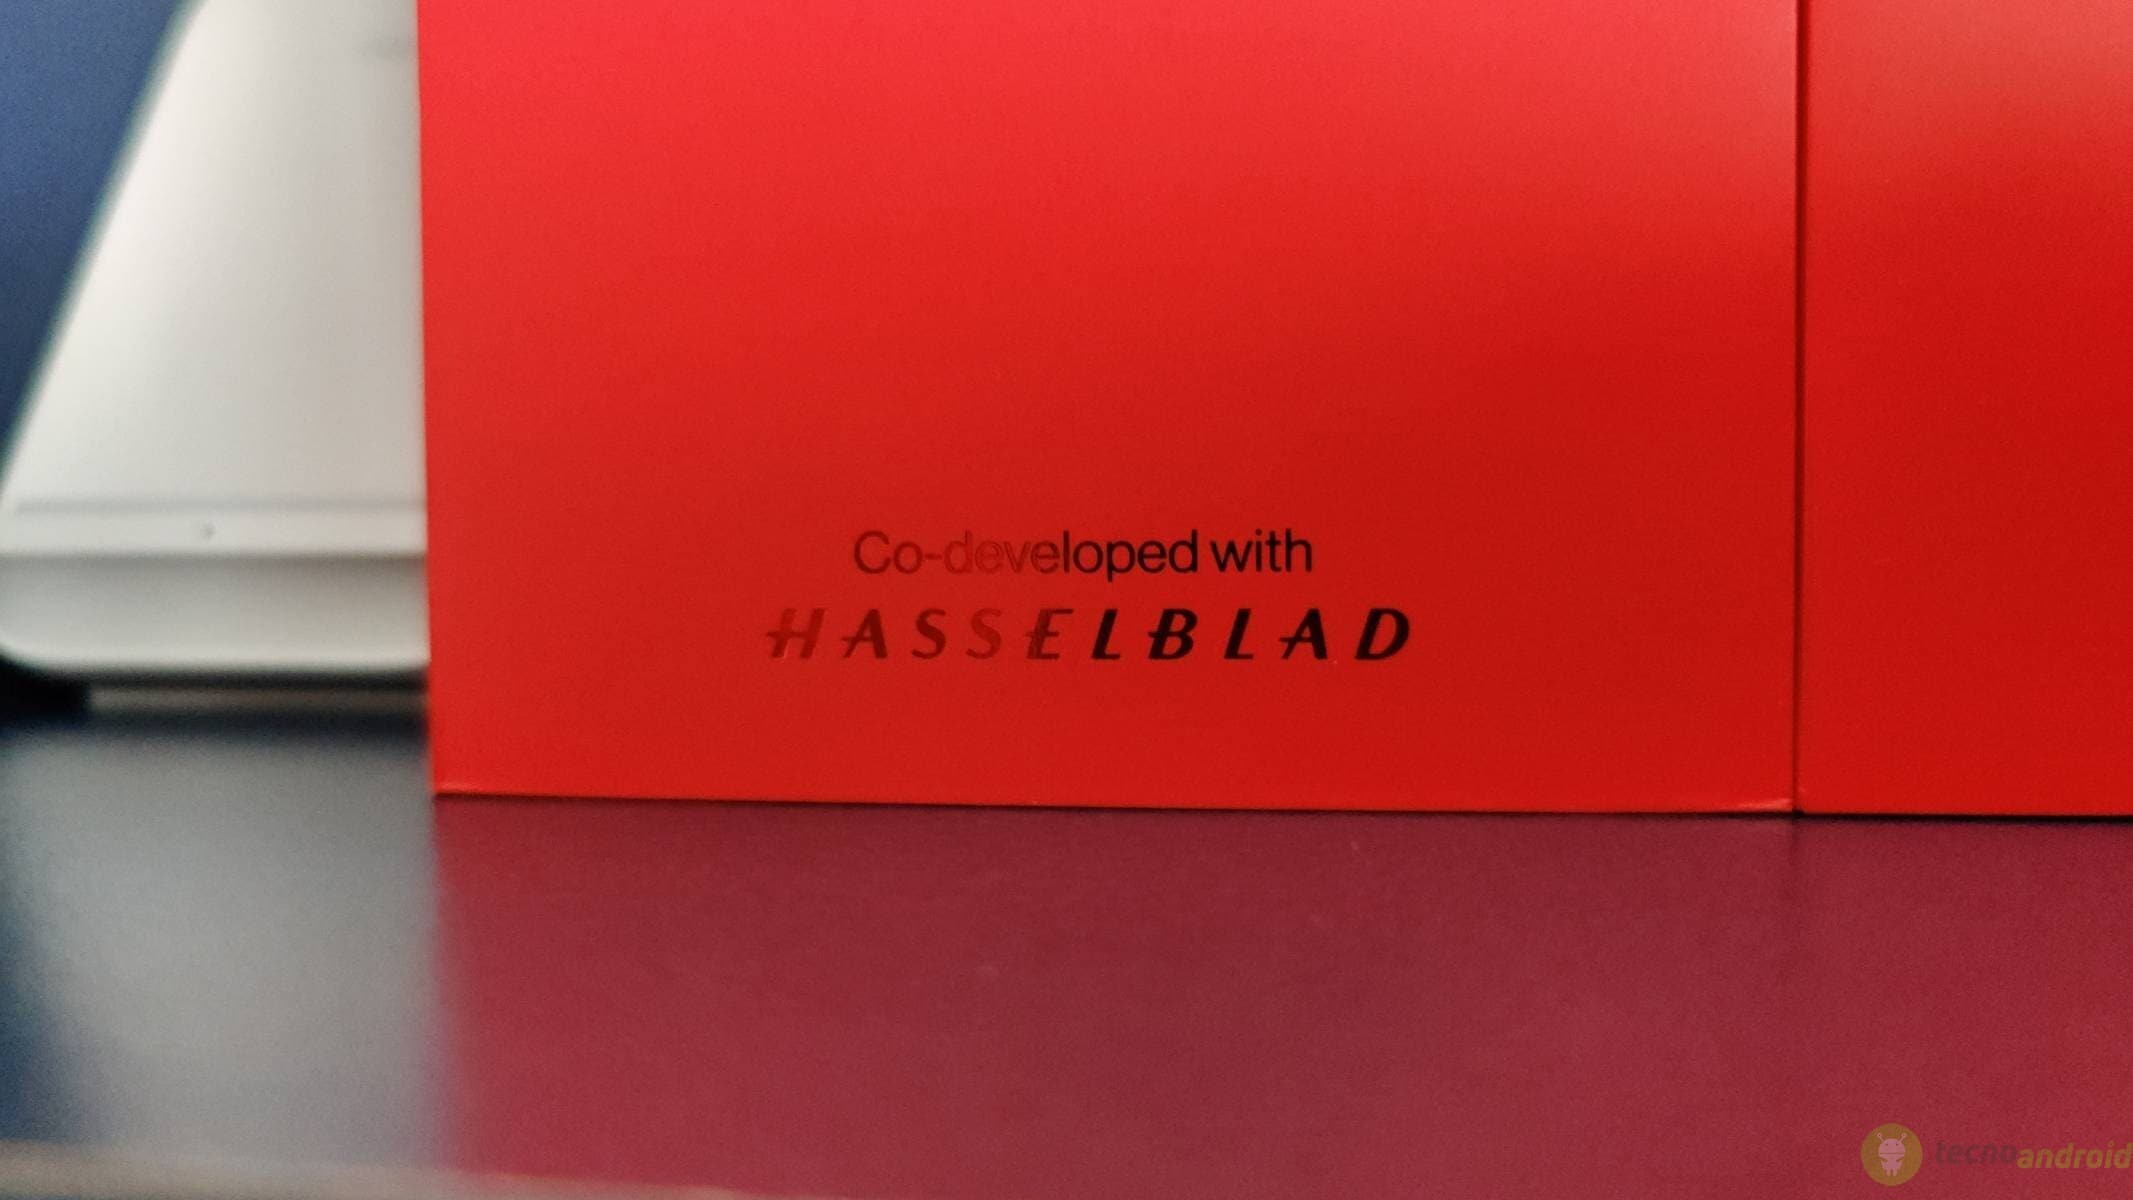 Co-developed with
HASSELBLAD
tecnoandroid